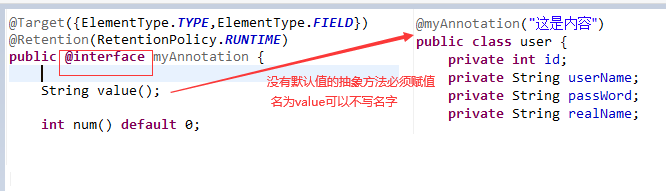 @Target({ElementType.TYPE,ElementType.FIELD})
@Retention(RetentionPolicy.RUNTIME)
public @interface myAnnotation {
String value();
int num() default 0;
没有默认值的抽象方法必须赋值
名为value可以不写名字
@myAnnotation("这是内容")
public class user {
private int id;
private String userName;
private String passWord;
private String realName;